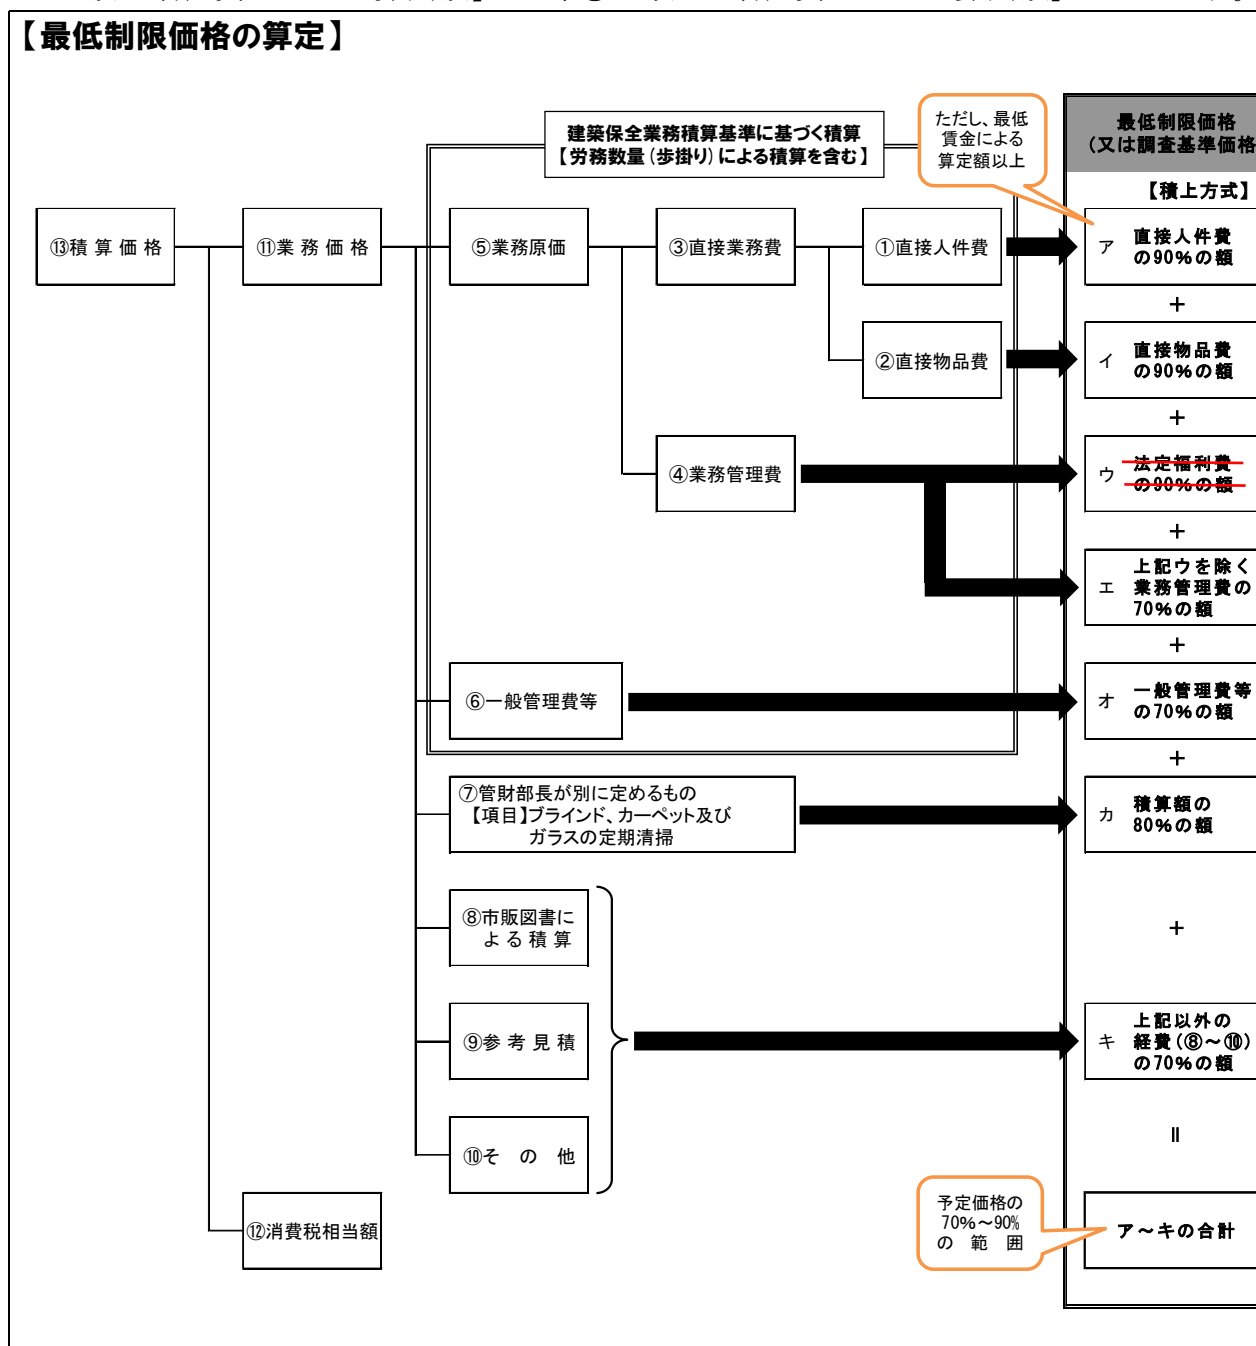 【最低制限価格の算定】
建築保全業務積算基準に基づく積算
【労務数量(歩掛り)による積算を含む】
ただし、最低
賃金による
算定額以上
最低制限価格
(又は調査基準価格
【積上方式】
⑬積算価格
⑪業務価格
⑤業務原価
③直接業務費
①直接人件費
ア 直接人件費
の90%の額
+
②直接物品費
イ 直接物品費
の90%の額
+
④業務管理費
ウ 法定福利費
の90%の額
+
エ 上記ウを除く
業務管理費の
70%の額
+
⑥一般管理費等
オ 一般管理費等
の70%の額
+
⑦管財部長が別に定めるもの
【項目】ブラインド、カーペット及び
ガラスの定期清掃
カ 積算額の
80%の額
+
⑧市販図書に
よる積算
⑨参考見積
キ 上記以外の
経費(⑧~⑩)
の70%の額
⑩その他
=
⑫消費税相当額
予定価格の
70%~90%
の範囲
ア~キの合計